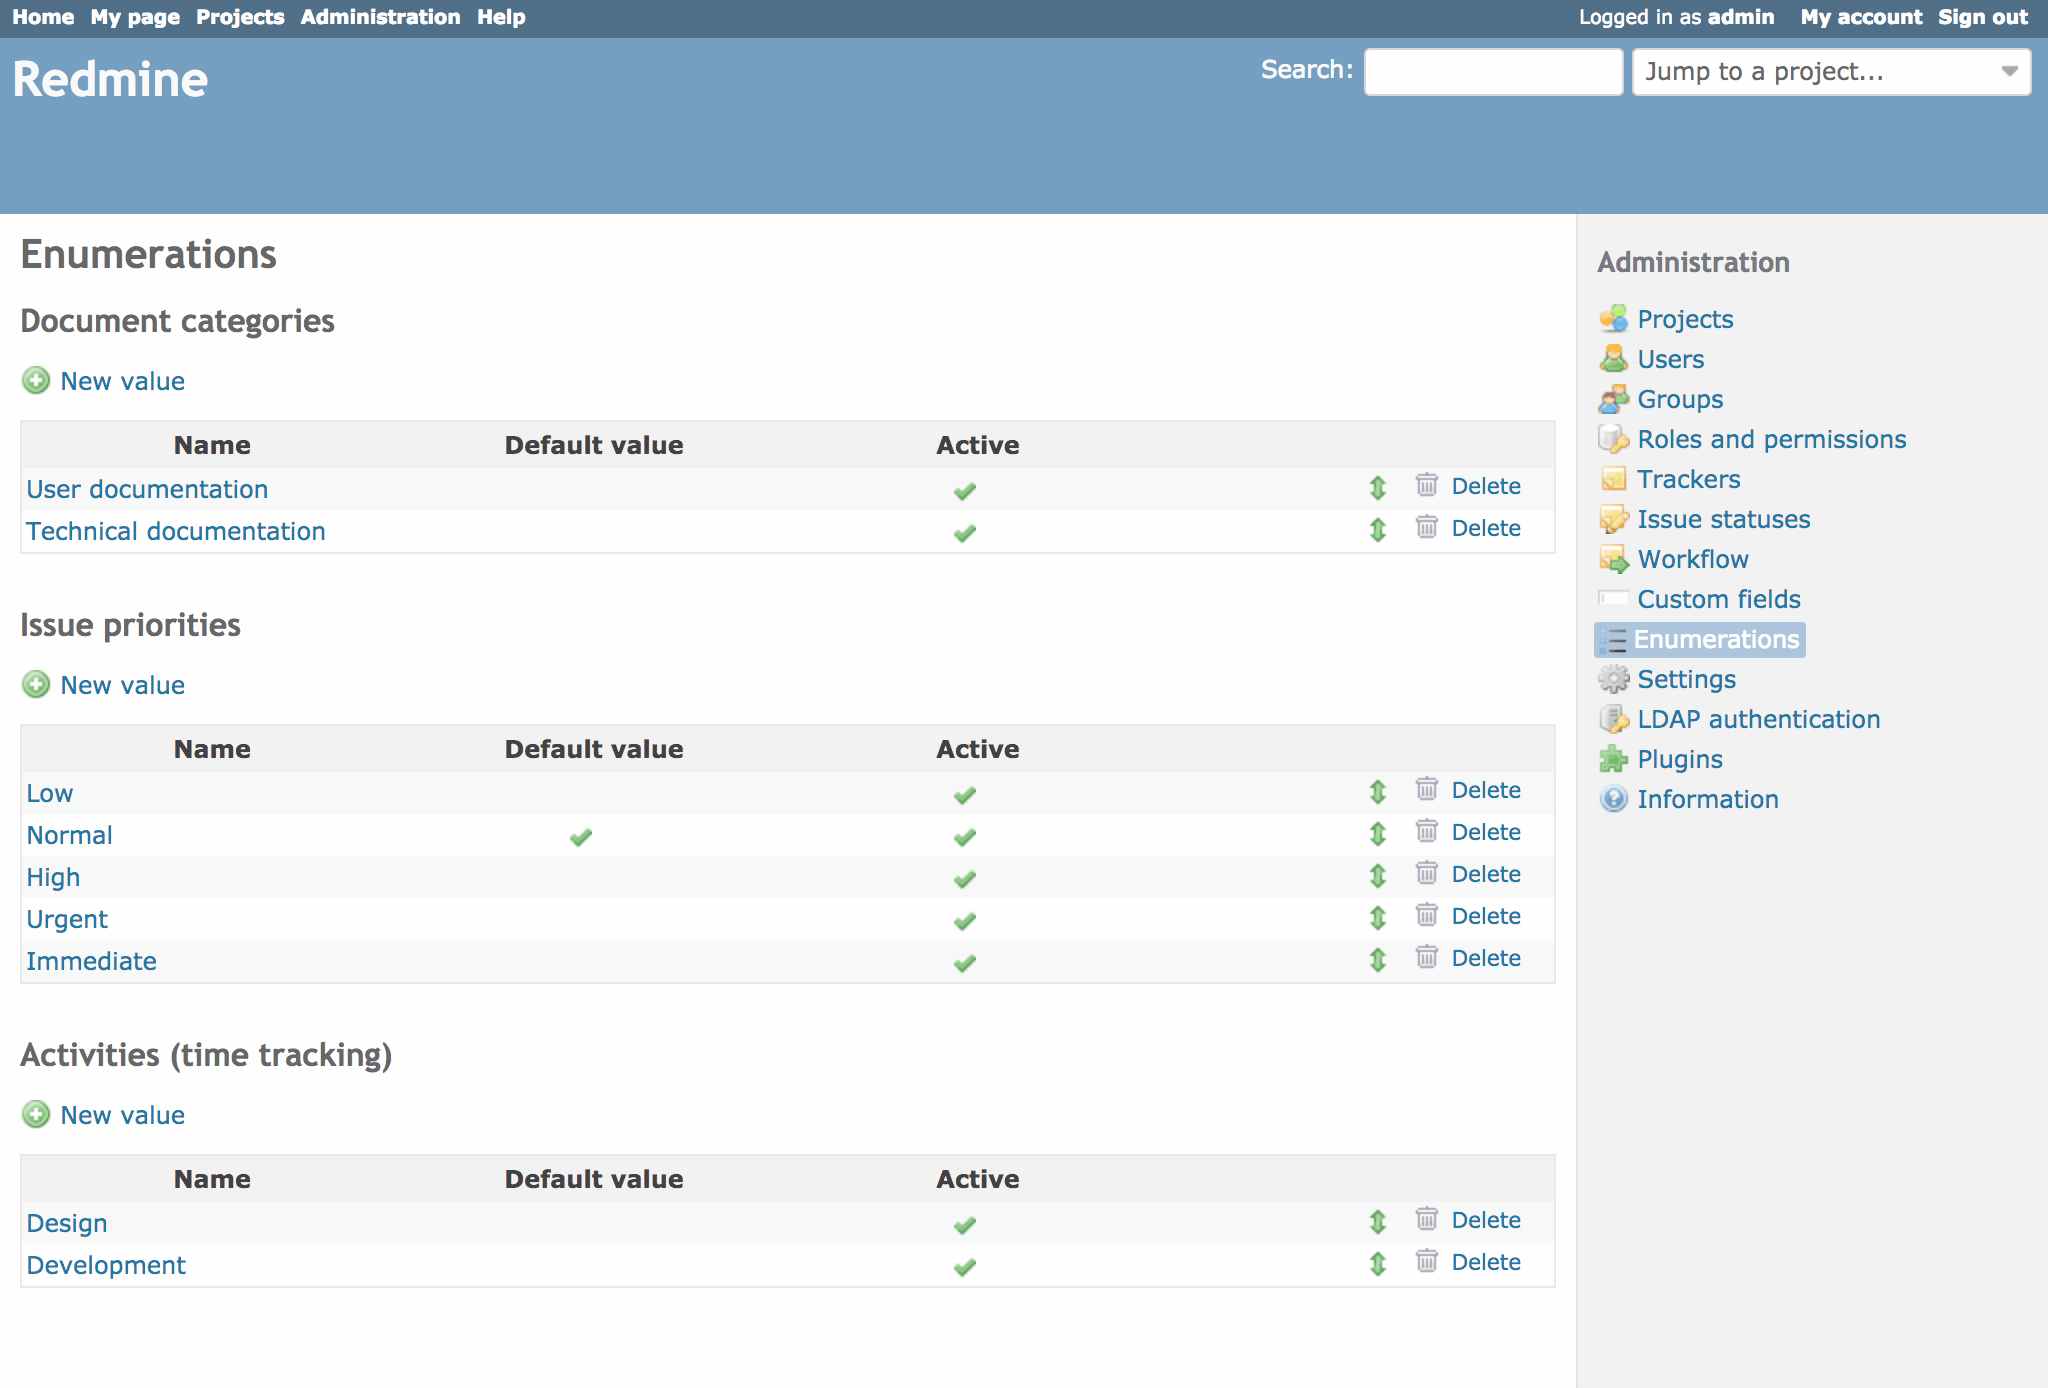 Home My page Projects Administration Help Logged in as admin My account Sign out
Redmine Search: Jump to a project...
Enumerations
Document categories
New value
Name Default value Active
User documentation Delete
Technical documentation Delete
Issue priorities
New value
Name Default value Active
Low Delete
Normal Delete
High Delete
Urgent Delete
Immediate Delete
Activities (time tracking)
New value
Name Default value Active
Design Delete
Development Delete
Administration
Projects
Users
Groups
Roles and permissions
Trackers
Issue statuses
Workflow
Custom fields
Enumerations
Settings
LDAP authentication
Plugins
Information